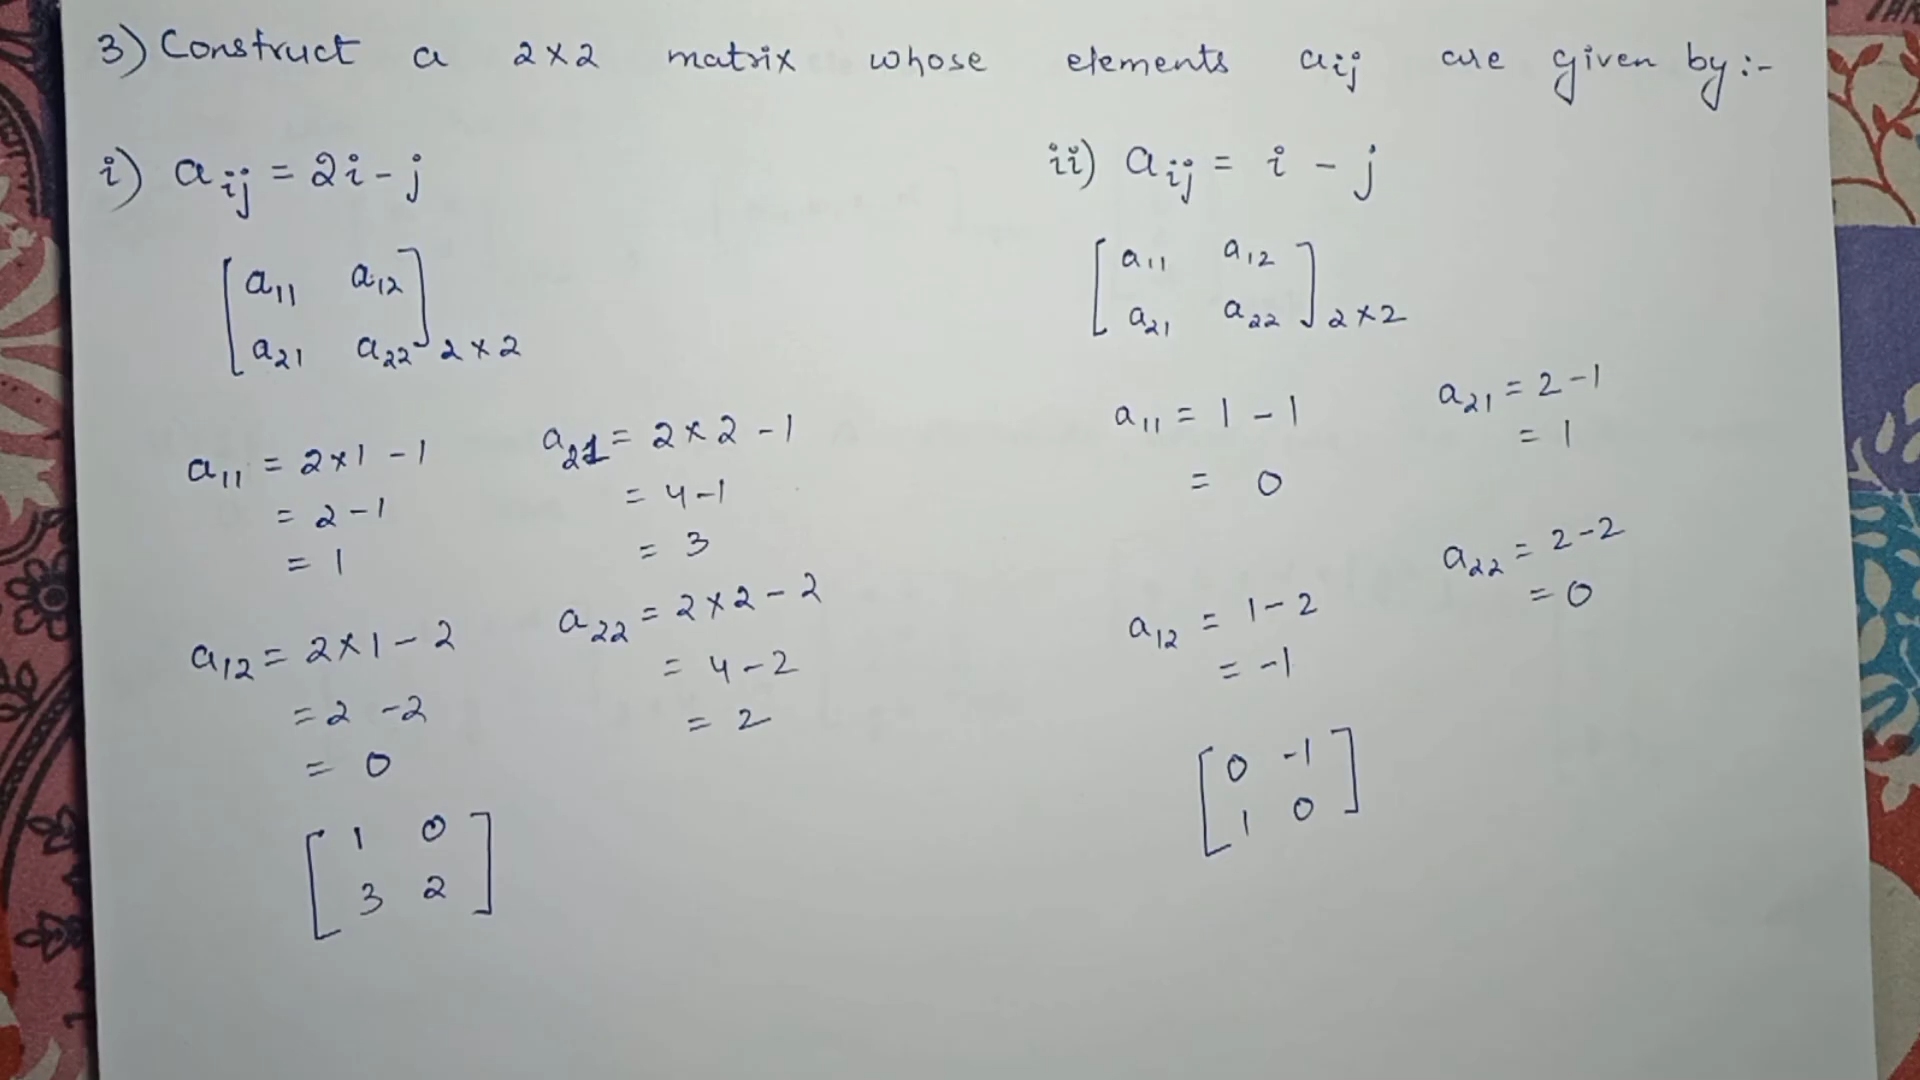 3) Construct a 2×2 matrix whose elements aij are given by:-
i) aij = 2i - j
[a11 a12
a21 a22] 2×2
a11 = 2×1 - 1
= 2 - 1
= 1
a12 = 2×1 - 2
= 2 - 2
= 0
a21 = 2×2 - 1
= 4 - 1
= 3
a22 = 2×2 - 2
= 4 - 2
= 2
[1 0
3 2]
ii) aij = i - j
[a11 a12
a21 a22] 2×2
a11 = 1 - 1
= 0
a12 = 1 - 2
= -1
a21 = 2 - 1
= 1
a22 = 2 - 2
= 0
[0 -1
1 0]